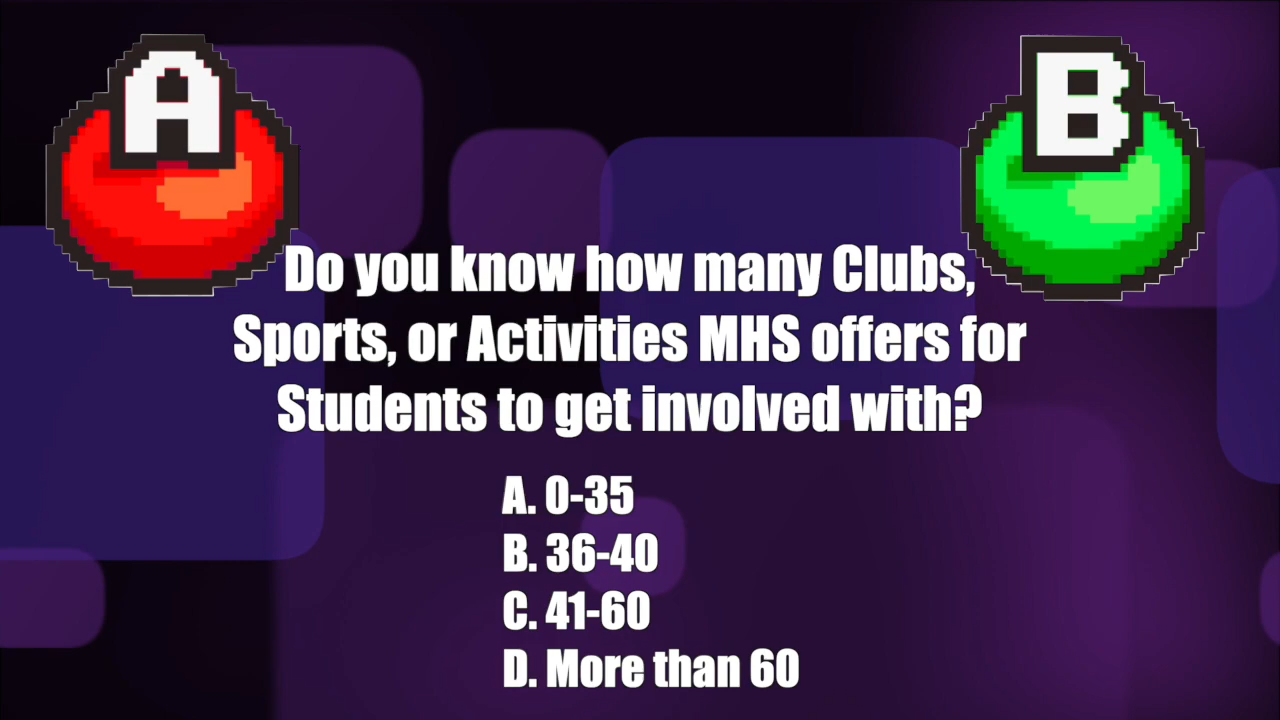 A
B
Do you know how many Clubs,
Sports, or Activities MHS offers for
Students to get involved with?
A. 0-35
B. 36-40
C. 41-60
D. More than 60